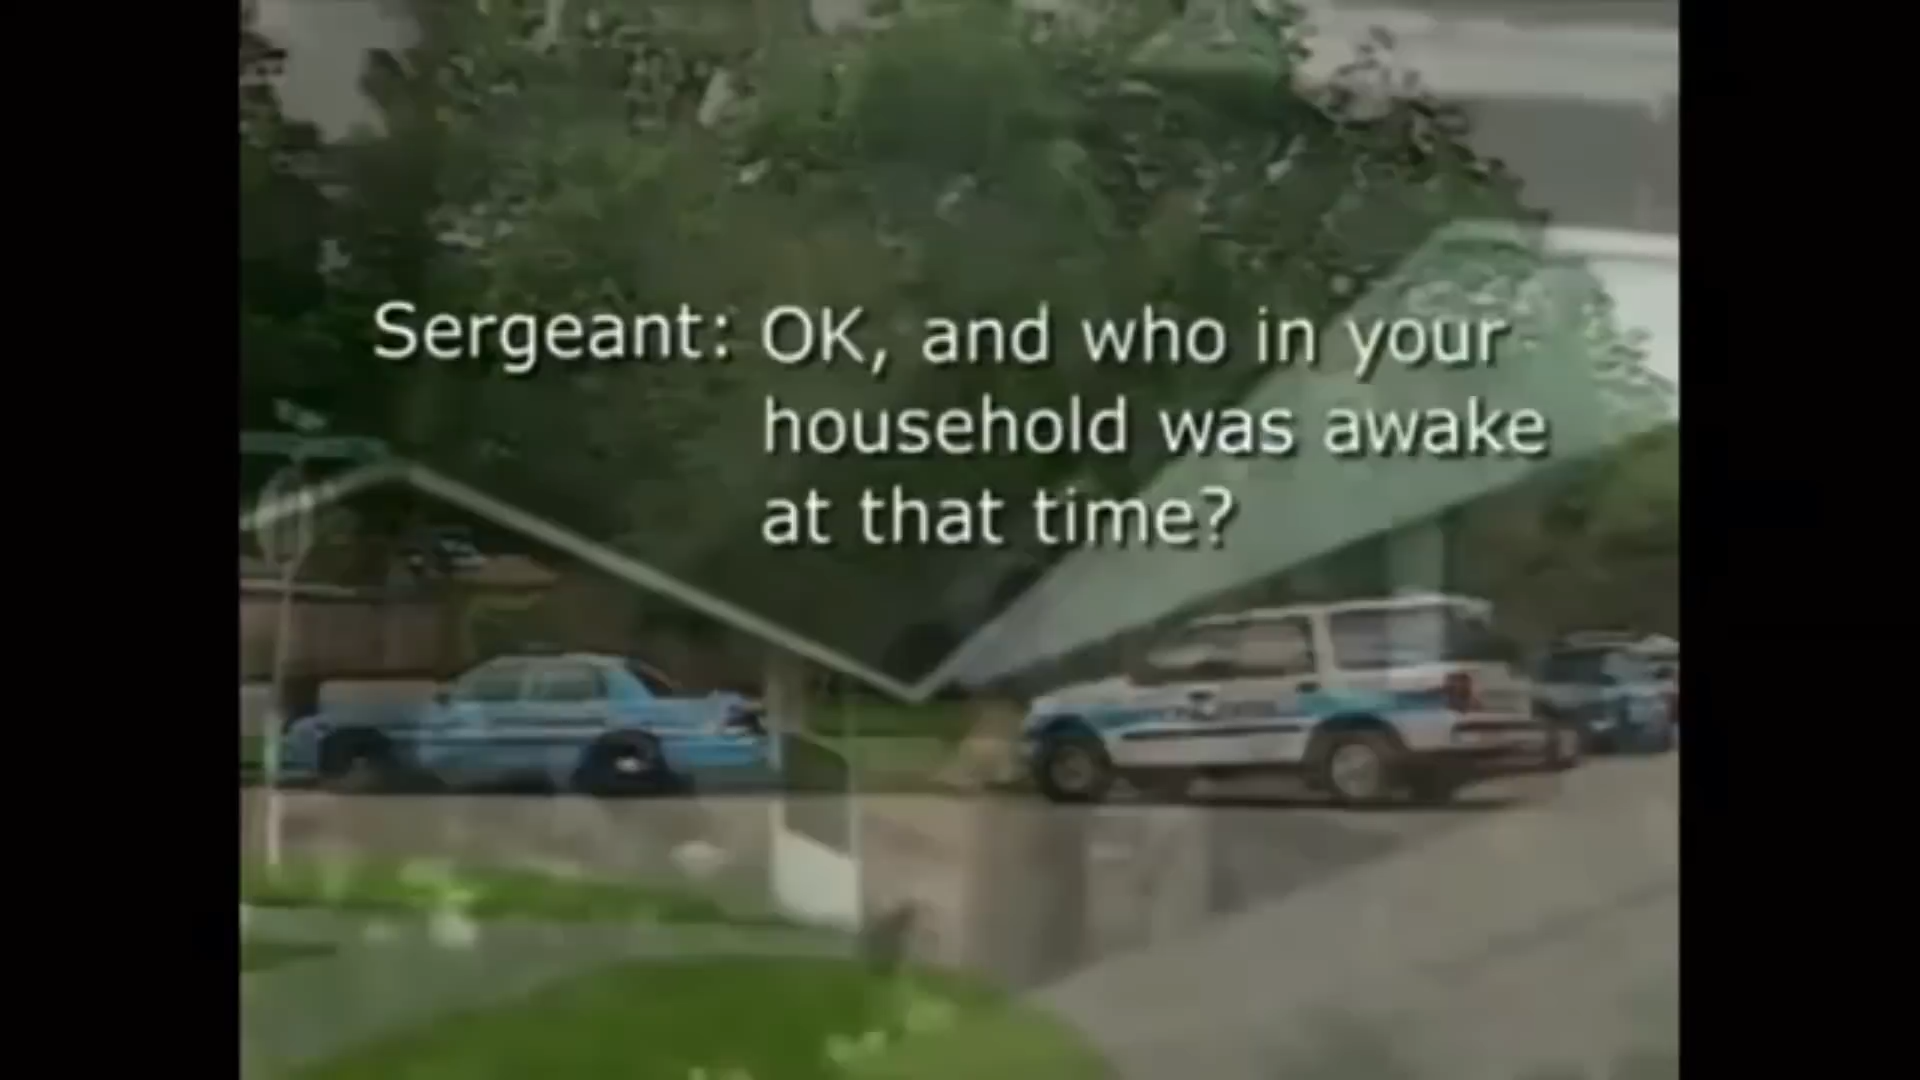 Sergeant: OK, and who in your
household was awake
at that time?